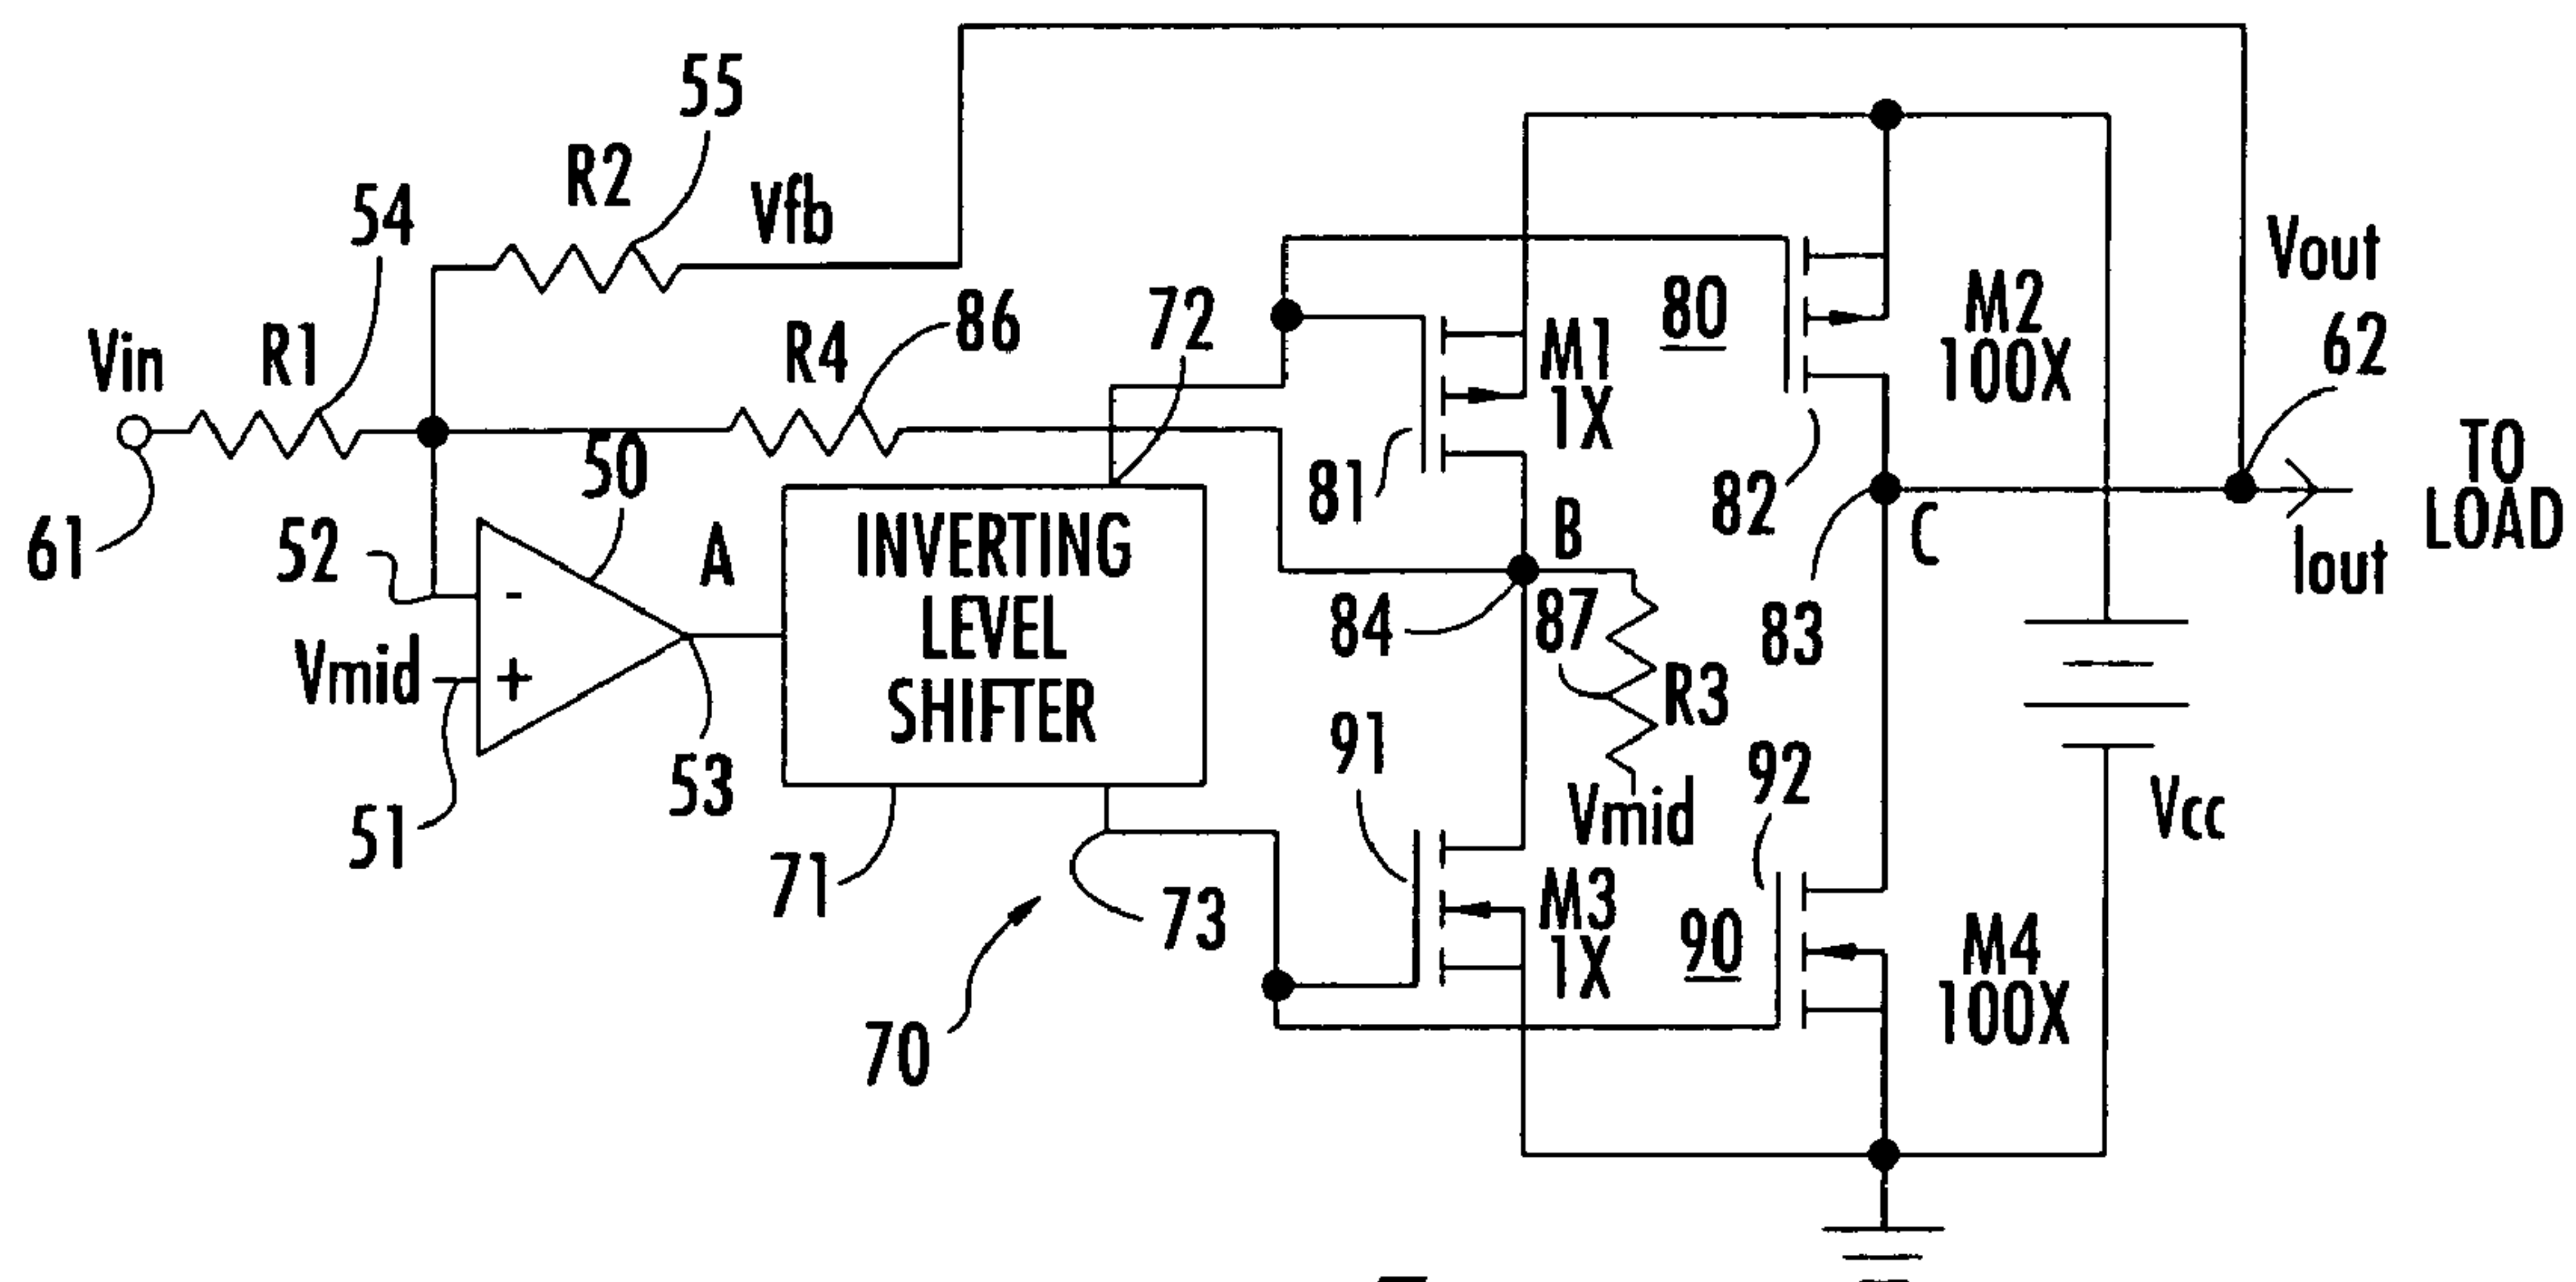 55
R2
Vfb
54
Vin
R1
R4
86
72
80
M2
100X
Vout
62
M1
1X
81
82
61
52
50
A
INVERTING
LEVEL
SHIFTER
B
C
TO
LOAD
Iout
84
87
83
Vmid
-
+
51
53
R3
91
92
Vmid
Vcc
71
73
70
M3
1X
90
M4
100X